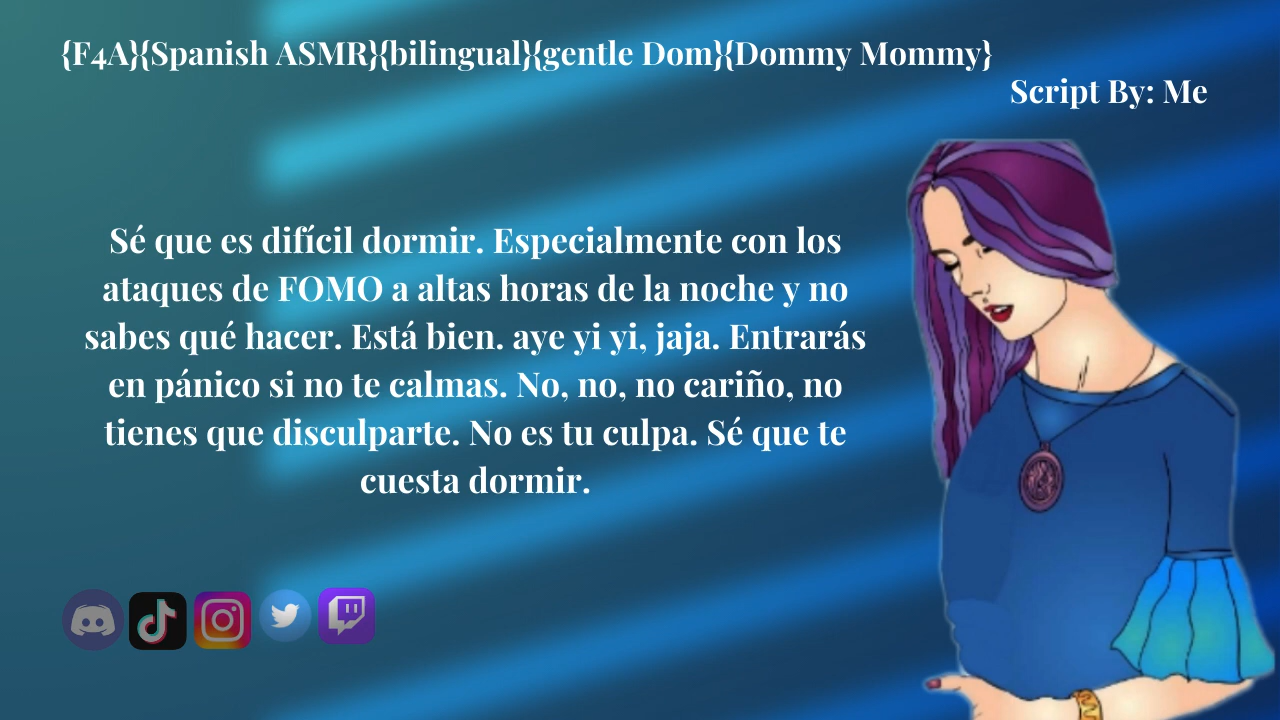 {F4A}{Spanish ASMR}{bilingual}{gentle Dom}{Dommy Mommy}
Script By: Me
Sé que es difícil dormir. Especialmente con los
ataques de FOMO a altas horas de la noche y no
sabes qué hacer. Está bien. aye yi yi, jaja. Entrarás
en pánico si no te calmas. No, no, no cariño, no
tienes que disculparte. No es tu culpa. Sé que te
cuesta dormir.